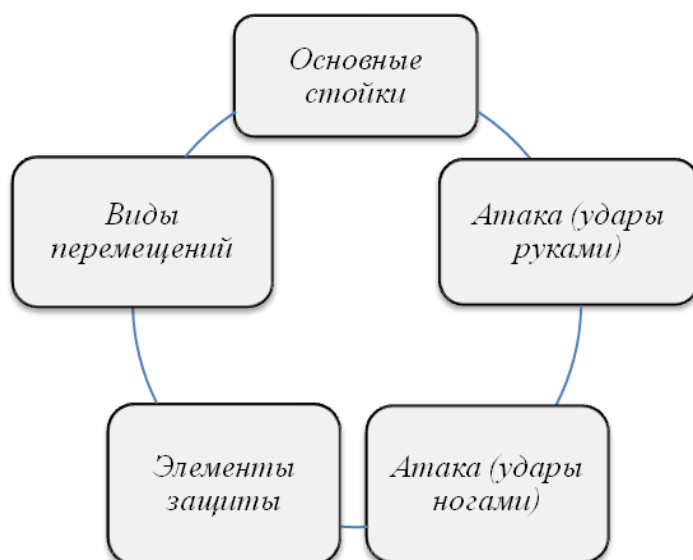 Основные
стойки
Виды
перемещений
Атака (удары
руками)
Элементы
защиты
Атака (удары
ногами)